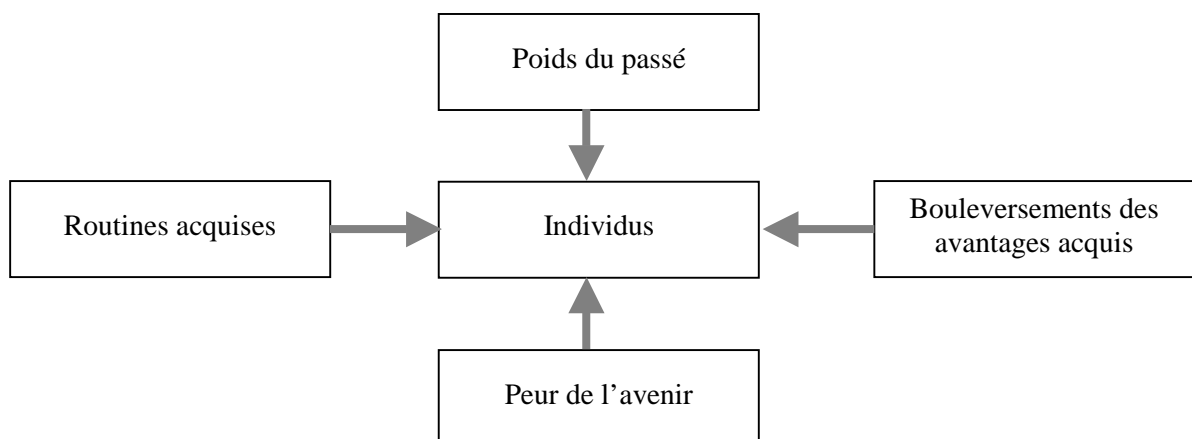 Poids du passé
Routines acquises
Individus
Bouleversements des
avantages acquis
Peur de l’avenir